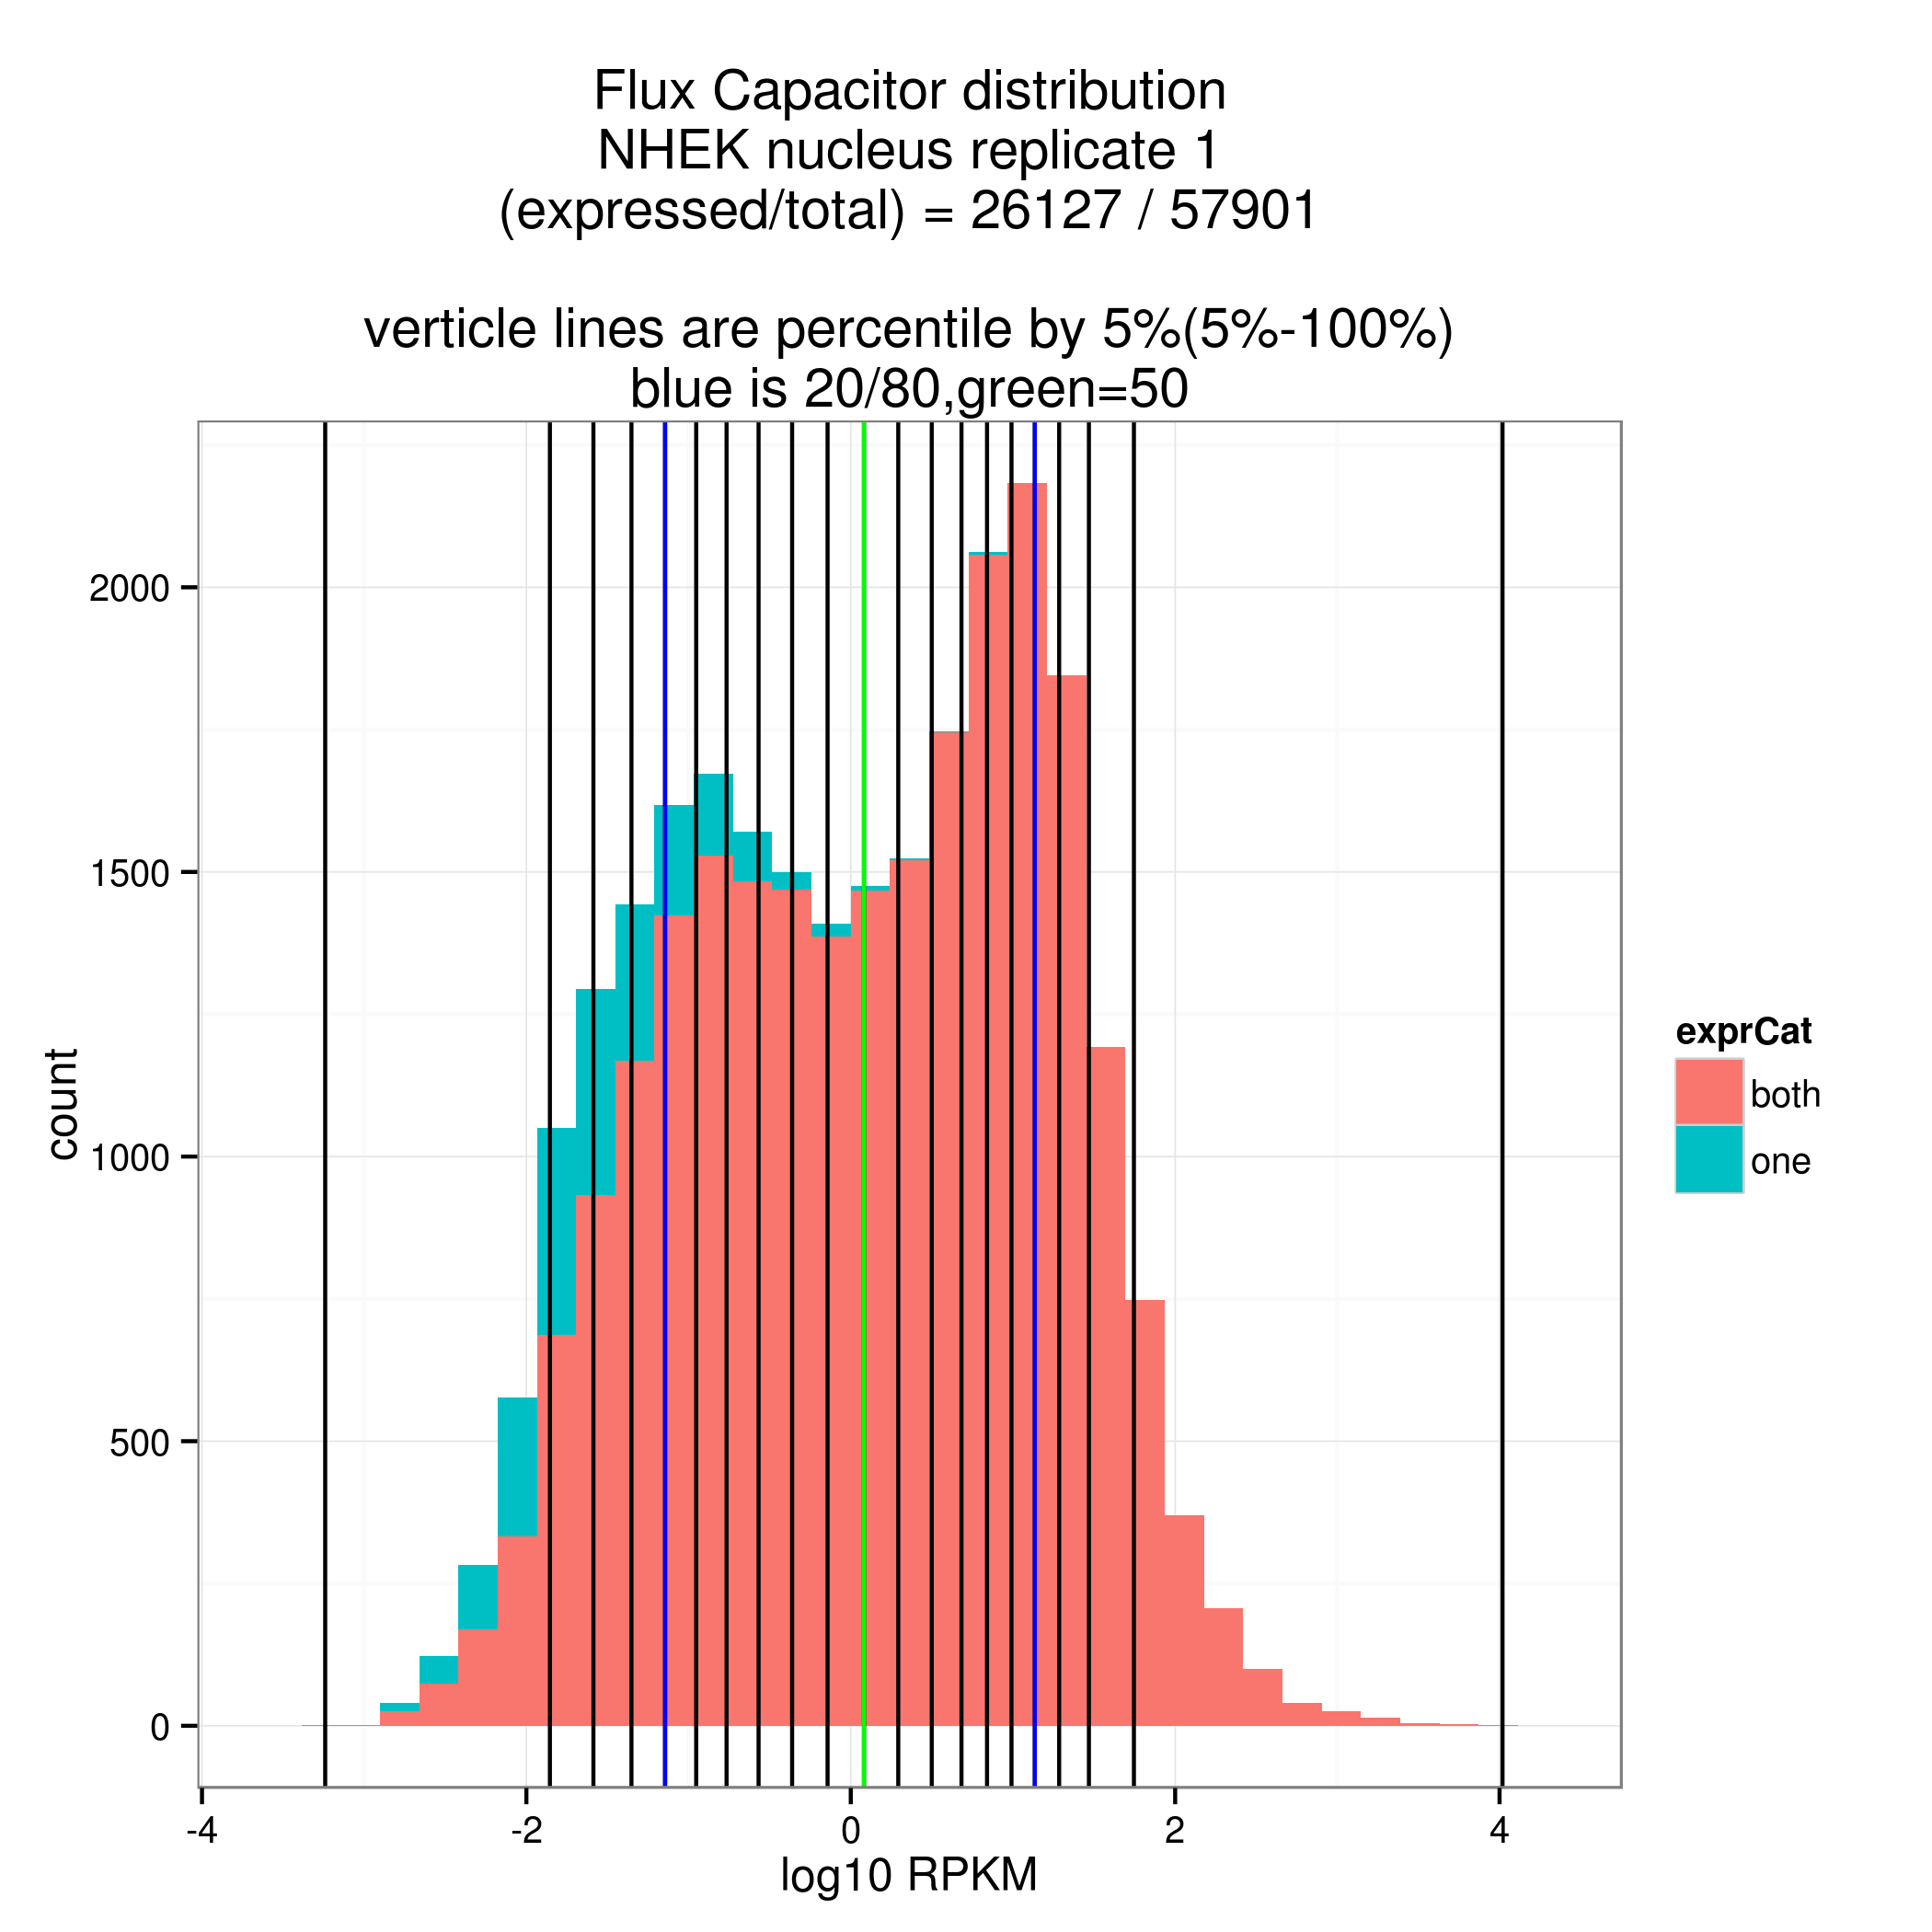 Flux Capacitor distribution
NHEK nucleus replicate 1
(expressed/total) = 26127 / 57901
verticle lines are percentile by 5%(5%-100%)
blue is 20/80,green=50
2000
1500
1000
500
0
count
-4
-2
0
2
4
log10 RPKM
exprCat
both
one